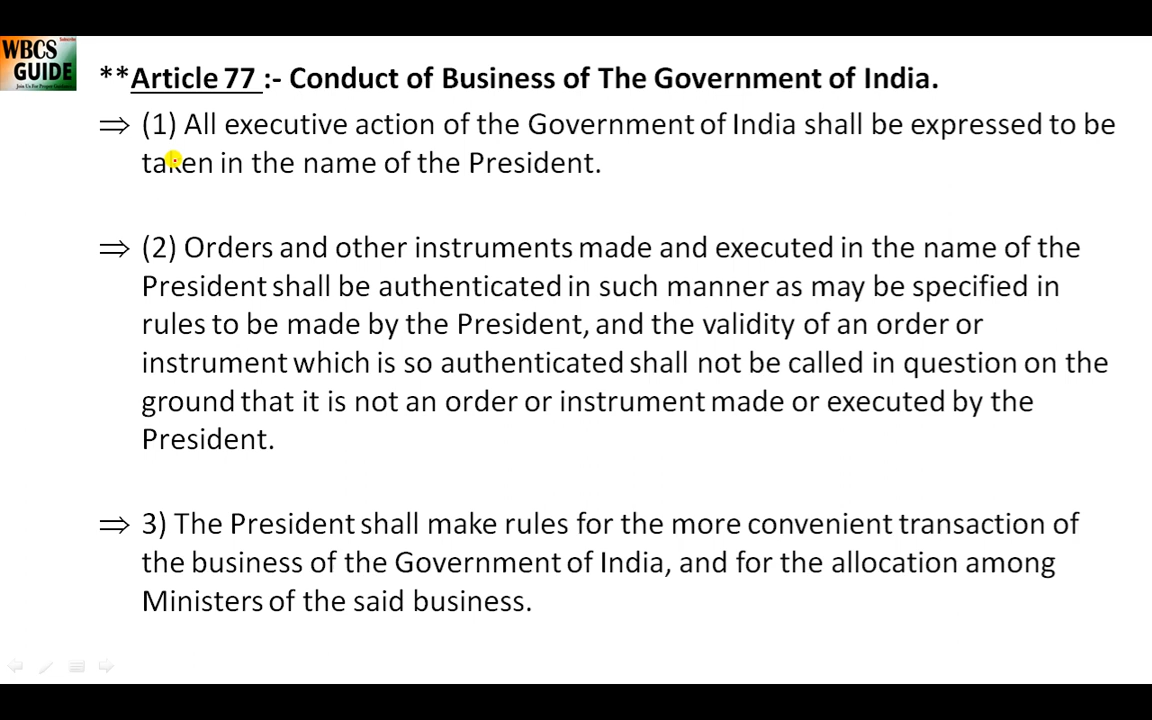 WBCS
GUIDE
**Article 77 :- Conduct of Business of The Government of India.
⇒ (1) All executive action of the Government of India shall be expressed to be
taken in the name of the President.
⇒ (2) Orders and other instruments made and executed in the name of the
President shall be authenticated in such manner as may be specified in
rules to be made by the President, and the validity of an order or
instrument which is so authenticated shall not be called in question on the
ground that it is not an order or instrument made or executed by the
President.
⇒ 3) The President shall make rules for the more convenient transaction of
the business of the Government of India, and for the allocation among
Ministers of the said business.